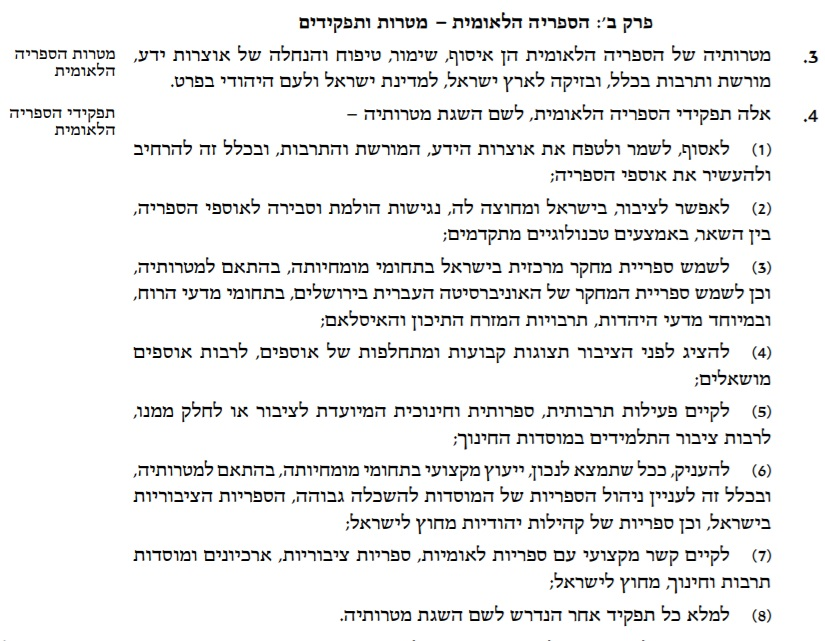 פרק ב': הספריה הלאומית – מטרות ותפקידים
3. מטרותיה של הספריה הלאומית הן איסוף, שימור, טיפוח והנחלה של אוצרות ידע, מטרות הספריה
מורשת ותרבות בכלל, ובזיקה לארץ ישראל, למדינת ישראל ולעם היהודי בפרט. הלאומית
4. אלה תפקידי הספריה הלאומית, לשם השגת מטרותיה – תפקידי הספריה
הלאומית
(1) לאסוף, לשמר ולטפח את אוצרות הידע, המורשת והתרבות, ובכלל זה להרחיב
ולהעשיר את אוספי הספריה;
(2) לאפשר לציבור, בישראל ומחוצה לה, נגישות הולמת וסבירה לאוספי הספריה,
בין השאר, באמצעים טכנולוגיים מתקדמים;
(3) לשמש ספריית מחקר מרכזית בישראל בתחומי מומחיותה, בהתאם למטרותיה,
וכן לשמש ספריית המחקר של האוניברסיטה העברית בירושלים, בתחומי מדעי הרוח,
ובמיוחד מדעי היהדות, תרבויות המזרח התיכון והאיסלאם;
(4) להציג לפני הציבור תצוגות קבועות ומתחלפות של אוספים, לרבות אוספים
מושאלים;
(5) לקיים פעילות תרבותית, ספרותית וחינוכית המיועדת לציבור או לחלק ממנו,
לרבות ציבור התלמידים במוסדות החינוך;
(6) להעניק, ככל שתמצא לנכון, ייעוץ מקצועי בתחומי מומחיותה, בהתאם למטרותיה,
ובכלל זה לעניין ניהול הספריות של המוסדות להשכלה גבוהה, הספריות הציבוריות
בישראל, וכן ספריות של קהילות יהודיות מחוץ לישראל;
(7) לקיים קשר מקצועי עם ספריות לאומיות, ספריות ציבוריות, ארכיונים ומוסדות
תרבות וחינוך, מחוץ לישראל;
(8) למלא כל תפקיד אחר הנדרש לשם השגת מטרותיה.